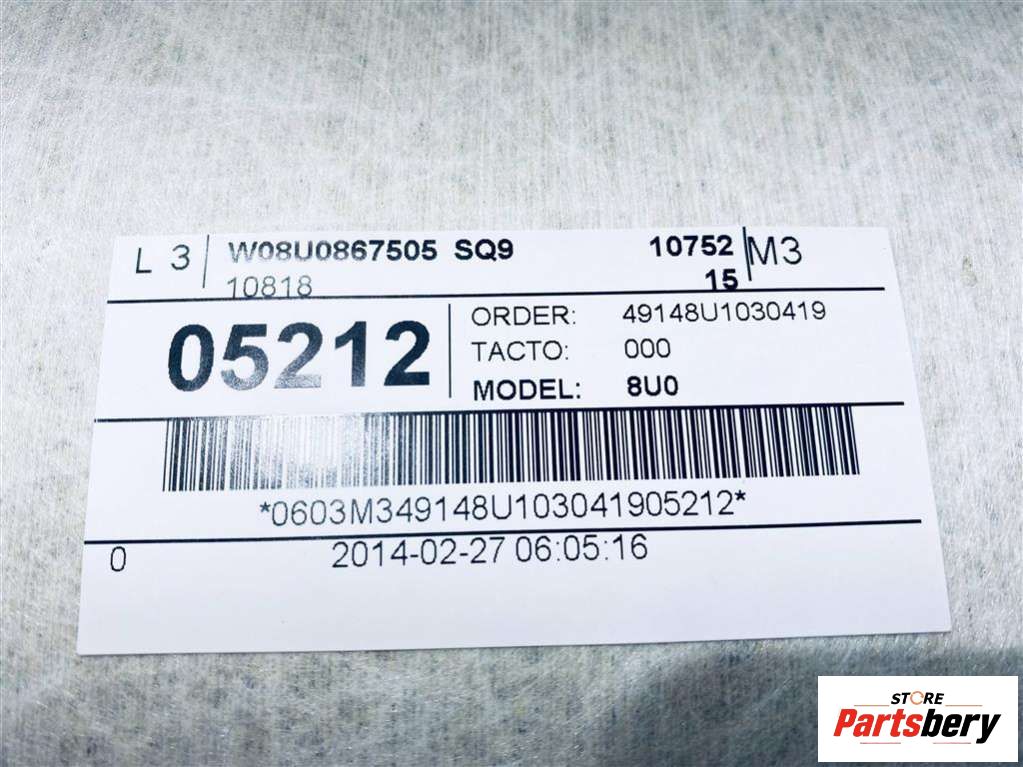 L 3 W08U0867505 SQ9 10752 M3
10818 15
05212
ORDER: 49148U1030419
TACTO: 000
MODEL: 8U0
*0603M349148U103041905212*
0 2014-02-27 06:05:16
STORE
Partsbery